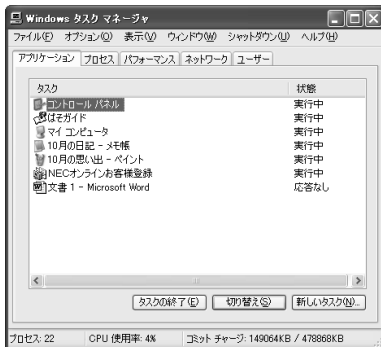 Windows タスク マネージャ
ファイル(F) オプション(O) 表示(V) ウィンドウ(W) シャットダウン(U) ヘルプ(H)
アプリケーション プロセス パフォーマンス ネットワーク ユーザー
タスク 状態
コントロール パネル 実行中
ぱそガイド 実行中
マイ コンピュータ 実行中
10月の日記 - メモ帳 実行中
10月の思い出 - ペイント 実行中
NECオンラインお客様登録 実行中
文書 1 - Microsoft Word 応答なし
タスクの終了(E) 切り替え(S) 新しいタスク(N)...
プロセス: 22 CPU 使用率: 4% コミット チャージ: 149064KB / 478868KB